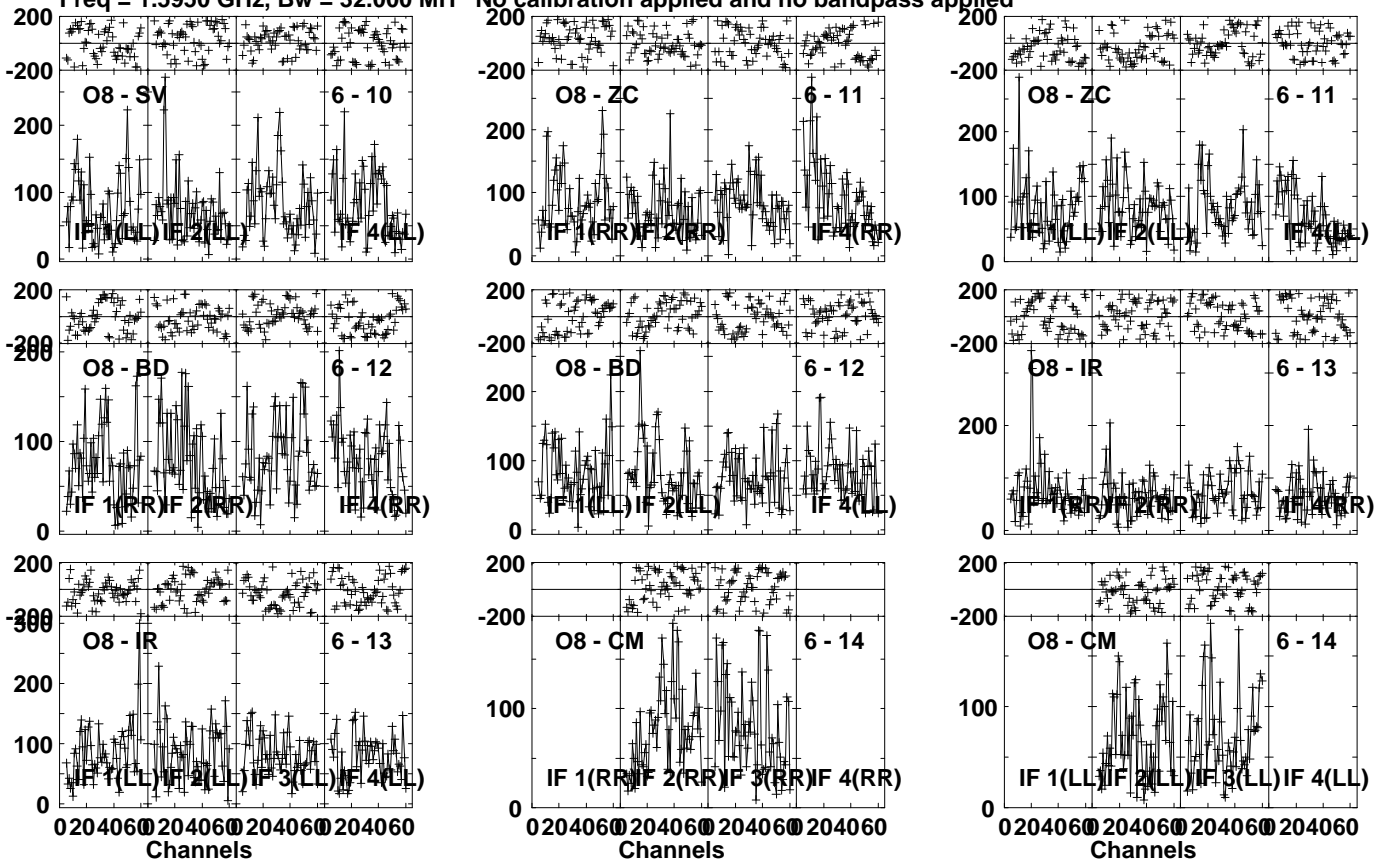 Freq = 1.5950 GHz, Bw = 32.000 MH No calibration applied and no bandpass applied
200 200 200
-200 -200 -200
O8 - SV 6 - 10 O8 - ZC 6 - 11 O8 - ZC 6 - 11
200 200 200
100 100 100
IF 1(LL) IF 2(LL) IF 4(LL) IF 1(RR) IF 2(RR) IF 4(RR) IF 1(LL) IF 2(LL) IF 4(LL)
0 0 0
200 200 200
-200 -200 -200
200
O8 - BD 6 - 12 O8 - BD 6 - 12 O8 - IR 6 - 13
200 200
100 100
IF 1(RR) IF 2(RR) IF 4(RR) IF 1(LL) IF 2(LL) IF 4(LL) IF 1(RR) IF 2(RR) IF 4(RR)
0 0 0
200 200 200
-200 -200 -200
300
O8 - IR 6 - 13 O8 - CM 6 - 14 O8 - CM 6 - 14
200
100 100 100
IF 1(LL) IF 2(LL) IF 3(LL) IF 4(LL) IF 1(RR) IF 2(RR) IF 3(RR) IF 4(RR) IF 1(LL) IF 2(LL) IF 3(LL) IF 4(LL)
0 0 0
0 20 40 60 0 20 40 60 0 20 40 60 0 20 40 60 0 20 40 60 0 20 40 60 0 20 40 60 0 20 40 60 0 20 40 60 0 20 40 60 0 20 40 60 0 20 40 60
Channels Channels Channels